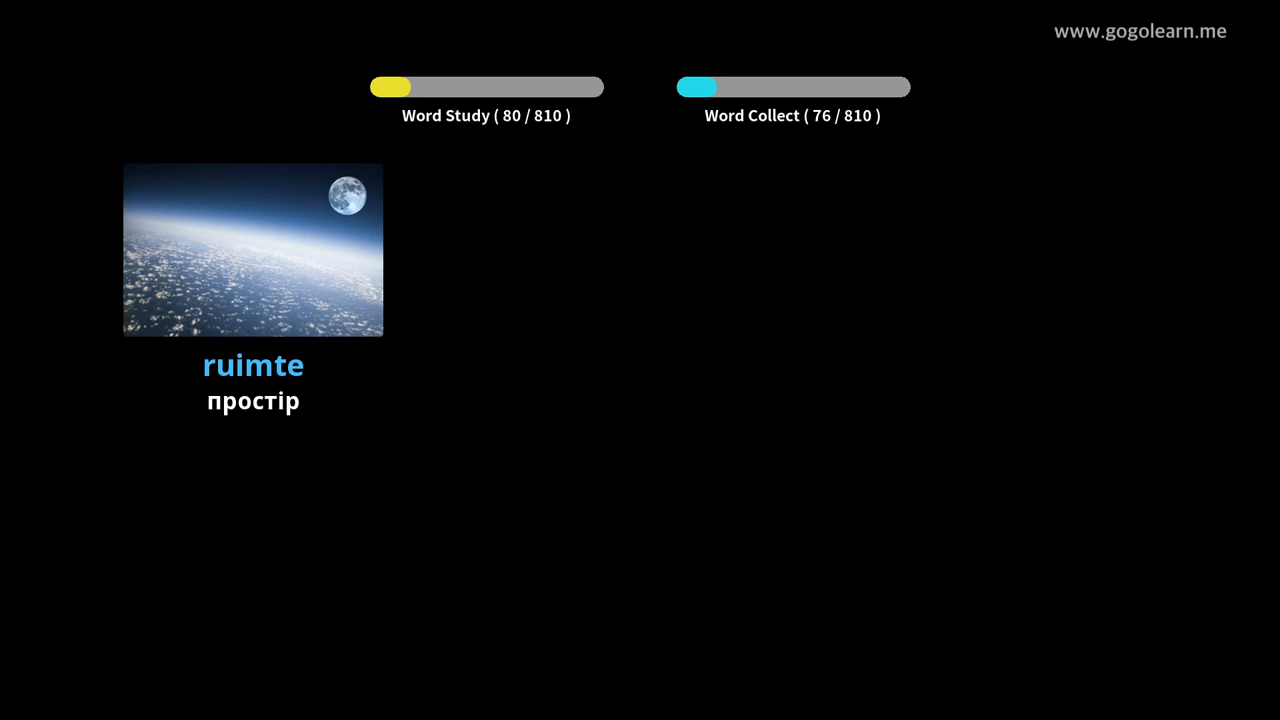 www.gogolearn.me
Word Study ( 80 / 810 )
Word Collect ( 76 / 810 )
ruimte
простір